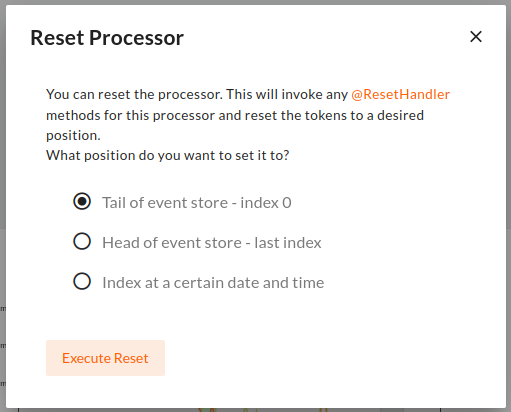 Reset Processor
You can reset the processor. This will invoke any @ResetHandler
methods for this processor and reset the tokens to a desired
position.
What position do you want to set it to?
Tail of event store - index 0
Head of event store - last index
Index at a certain date and time
Execute Reset